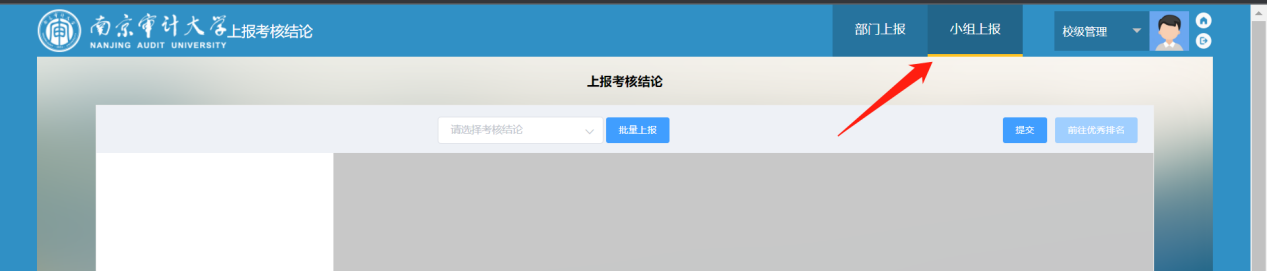 南京审计大学上报考核结论
NANJING AUDIT UNIVERSITY
部门上报
小组上报
校级管理
上报考核结论
请选择考核结论
批量上报
提交
前往优秀排名